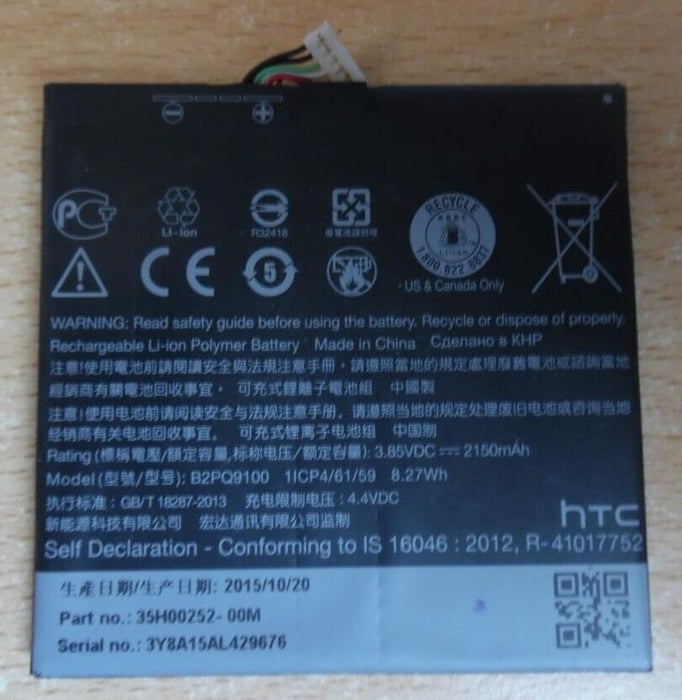 − +
PG
Li-ion
R32418
廢電池請回收
RECYCLE
RBRC
Li-ion
1.800.822.8837
US & Canada Only
CE
5
WARNING: Read safety guide before using the battery. Recycle or dispose of properly.
Rechargeable Li-ion Polymer Battery Made in China Сделано в КНР
注意!使用電池前請閱讀安全與法規注意手冊．請遵照當地的規定處理廢舊電池或諮詢當地
經銷商有關電池回收事宜． 可充式鋰離子電池組 中國製
注意!使用电池前请阅读安全与法规注意手册。请遵照当地的规定处理废旧电池或咨询当地
经销商有关电池回收事宜。 可充式锂离子电池组 中国制
Rating (標稱電壓/額定容量,标称电压/额定容量): 3.85VDC ⎓ 2150mAh
Model (型號/型号): B2PQ9100 1ICP4/61/59 8.27Wh
执行标准: GB/T 18287-2013 充电限制电压: 4.4VDC
新能源科技有限公司 宏达通讯有限公司监制
hTC
Self Declaration - Conforming to IS 16046 : 2012, R-41017752
生產日期/生产日期: 2015/10/20
Part no.: 35H00252- 00M
Serial no.: 3Y8A15AL429676